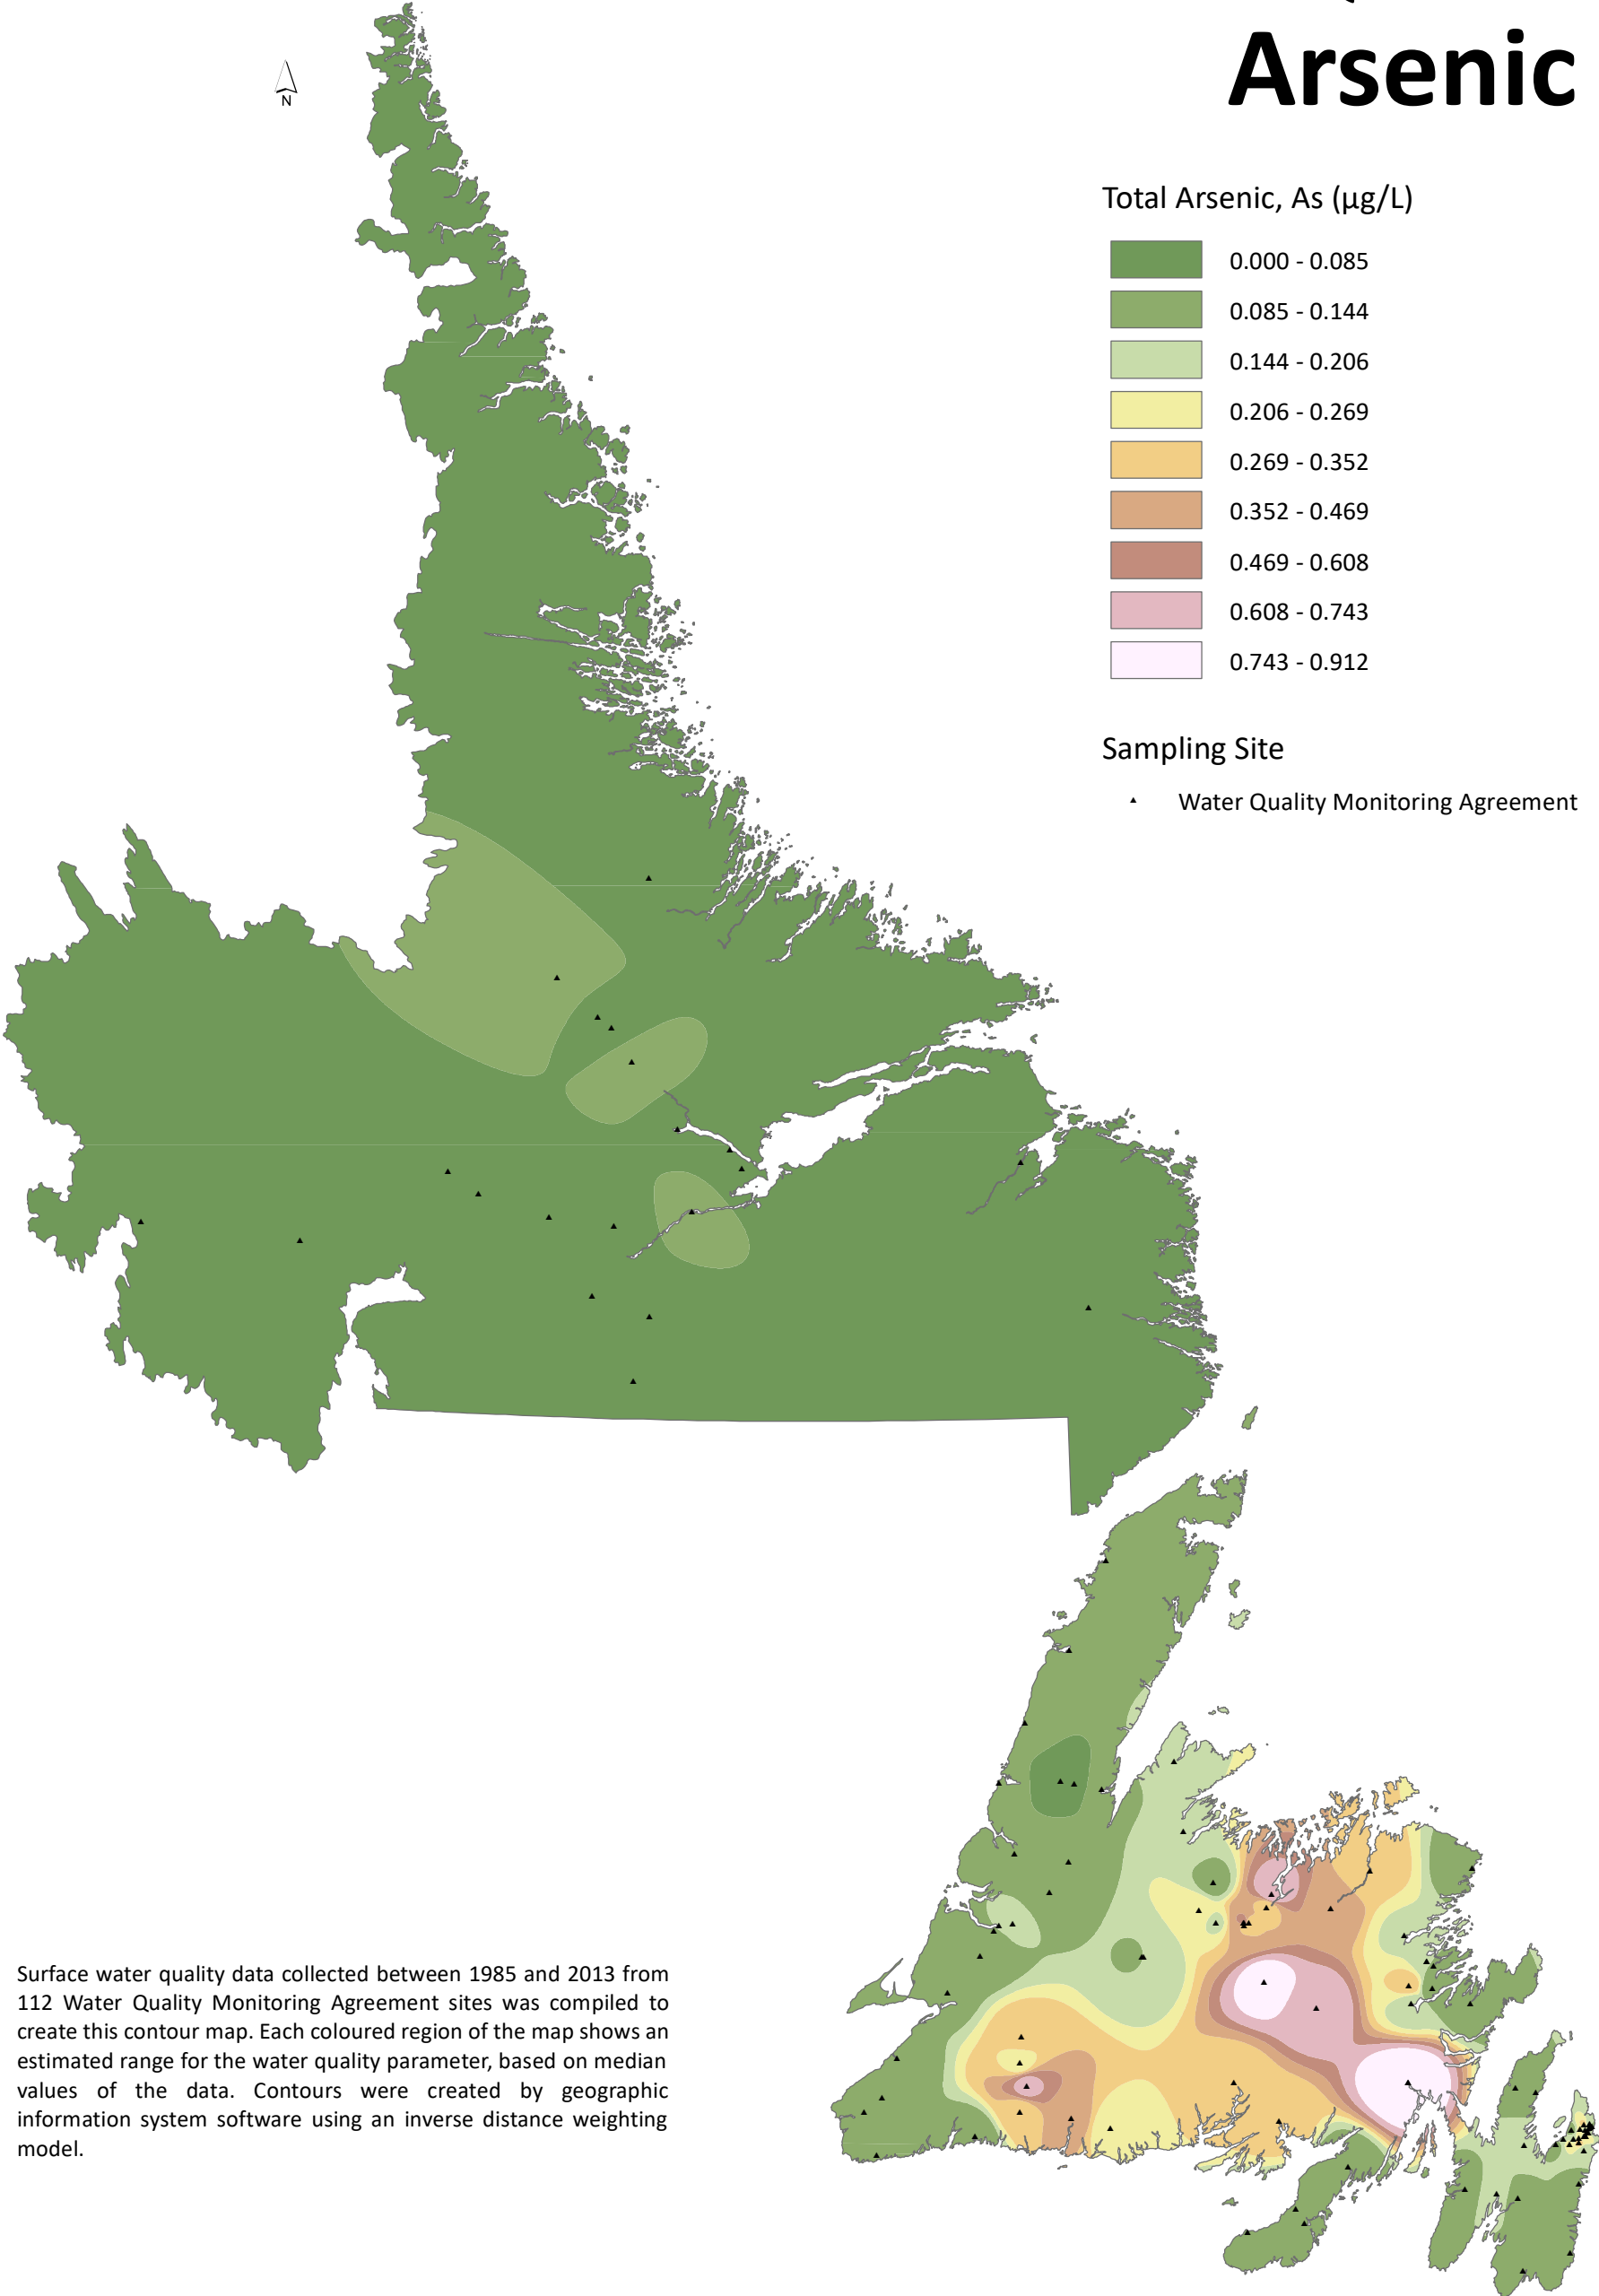 Arsenic
N
Total Arsenic, As (µg/L)
0.000 - 0.085
0.085 - 0.144
0.144 - 0.206
0.206 - 0.269
0.269 - 0.352
0.352 - 0.469
0.469 - 0.608
0.608 - 0.743
0.743 - 0.912
Sampling Site
Water Quality Monitoring Agreement
Surface water quality data collected between 1985 and 2013 from
112 Water Quality Monitoring Agreement sites was compiled to
create this contour map. Each coloured region of the map shows an
estimated range for the water quality parameter, based on median
values of the data. Contours were created by geographic
information system software using an inverse distance weighting
model.